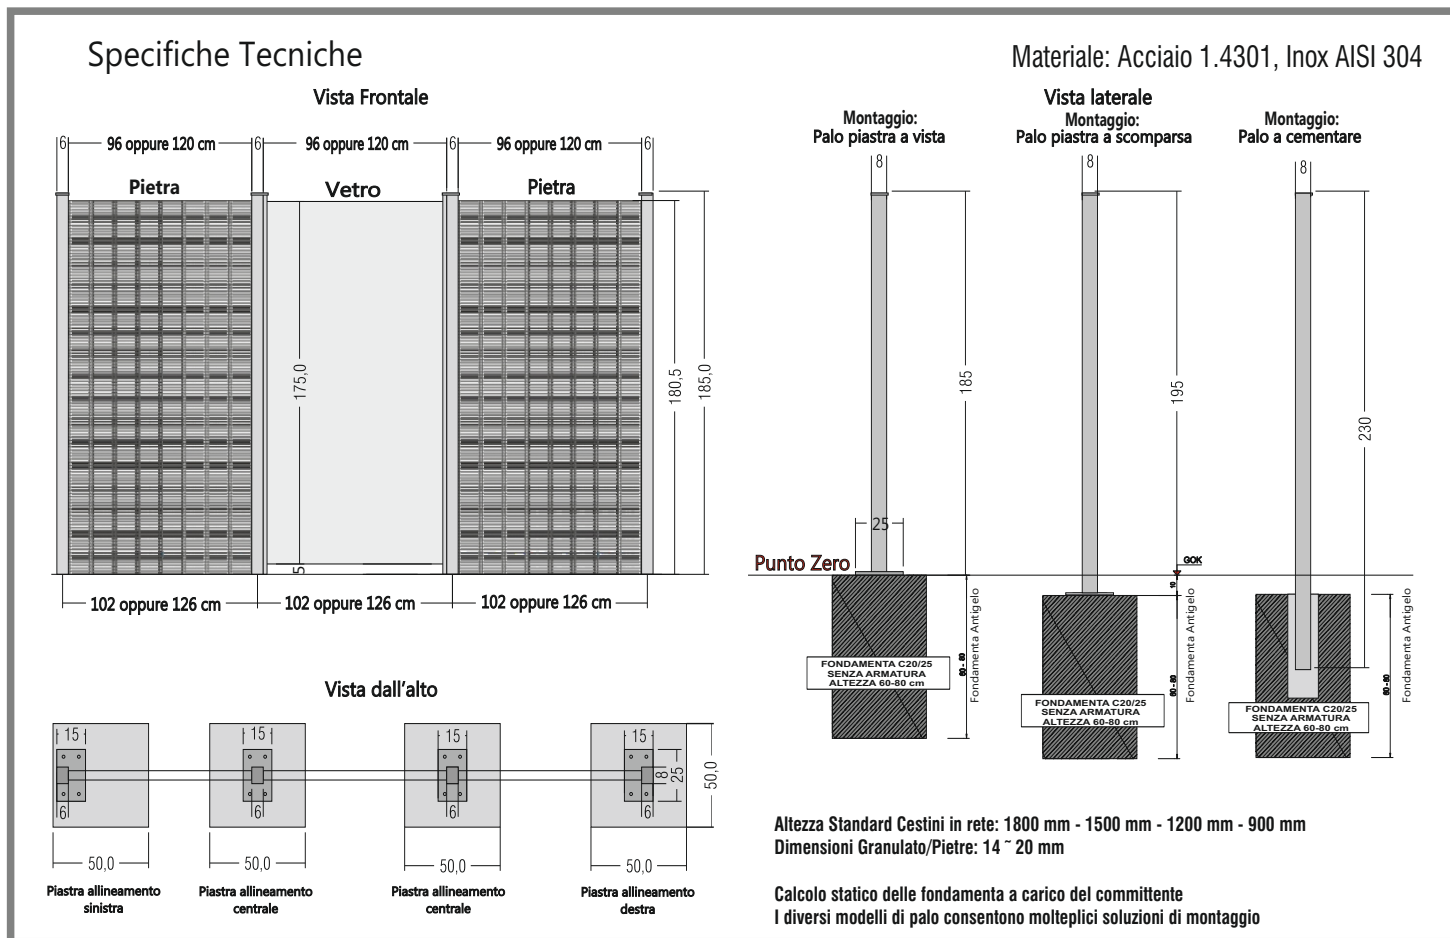 Specifiche Tecniche
Materiale: Acciaio 1.4301, Inox AISI 304
Vista Frontale
6 96 oppure 120 cm 6 96 oppure 120 cm 6 96 oppure 120 cm 6
Pietra Vetro Pietra
175,0
180,5
185,0
5
102 oppure 126 cm 102 oppure 126 cm 102 oppure 126 cm
Vista laterale
Montaggio:
Palo piastra a vista
8
185
25
Punto Zero
60 - 80
Fondamenta Antigelo
FONDAMENTA C20/25
SENZA ARMATURA
ALTEZZA 60-80 cm
Montaggio:
Palo piastra a scomparsa
8
195
GOK
10
60 - 80
Fondamenta Antigelo
FONDAMENTA C20/25
SENZA ARMATURA
ALTEZZA 60-80 cm
Montaggio:
Palo a cementare
8
230
60 - 80
Fondamenta Antigelo
FONDAMENTA C20/25
SENZA ARMATURA
ALTEZZA 60-80 cm
Vista dall'alto
15 15 15 15
8
25
50,0
6 6 6 6
50,0 50,0 50,0 50,0
Piastra allineamento
sinistra
Piastra allineamento
centrale
Piastra allineamento
centrale
Piastra allineamento
destra
Altezza Standard Cestini in rete: 1800 mm - 1500 mm - 1200 mm - 900 mm
Dimensioni Granulato/Pietre: 14 ~ 20 mm
Calcolo statico delle fondamenta a carico del committente
I diversi modelli di palo consentono molteplici soluzioni di montaggio